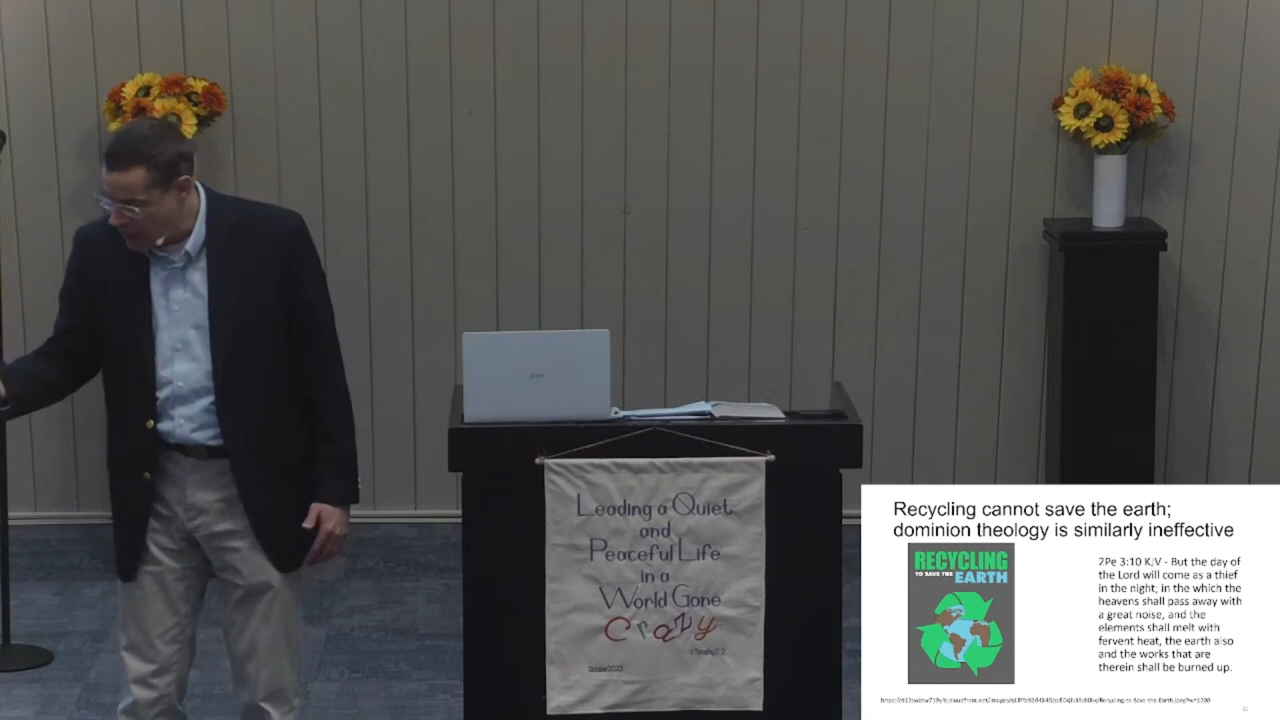 Leading a Quiet
and
Peaceful Life
in a
World Gone
Crazy
1 Timothy 2:2
October 2023
Recycling cannot save the earth;
dominion theology is similarly ineffective
RECYCLING
TO SAVE THE EARTH
2Pe 3:10 KJV - But the day of
the Lord will come as a thief
in the night; in the which the
heavens shall pass away with
a great noise, and the
elements shall melt with
fervent heat, the earth also
and the works that are
therein shall be burned up.